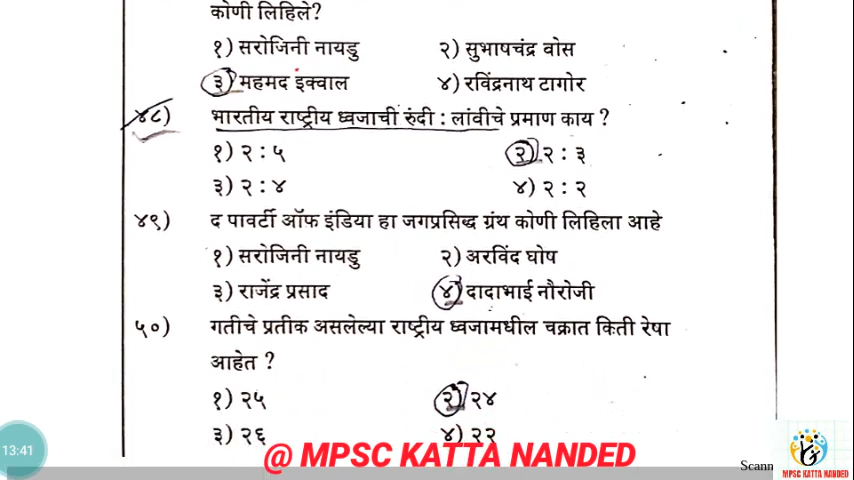 कोणी लिहिले?
१) सरोजिनी नायडु २) सुभाषचंद्र बोस
३) महमद इक्वाल ४) रविंद्रनाथ टागोर
४८) भारतीय राष्ट्रीय ध्वजाची रुंदी : लांबीचे प्रमाण काय ?
१) २ : ५ २) २ : ३
३) २ : ४ ४) २ : २
४९) द पावर्टी ऑफ इंडिया हा जगप्रसिद्ध ग्रंथ कोणी लिहिला आहे
१) सरोजिनी नायडु २) अरविंद घोष
३) राजेंद्र प्रसाद ४) दादाभाई नौरोजी
५०) गतीचे प्रतीक असलेल्या राष्ट्रीय ध्वजामधील चक्रात किती रेषा
आहेत ?
१) २५ २) २४
३) २६ ४) २२
@ MPSC KATTA NANDED
13:41
Scann
MPSC KATTA NANDED